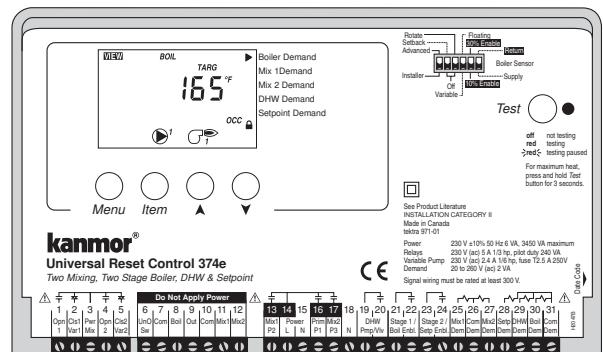 VIEW BOIL
TARG
165 °F
OCC
1 1
Boiler Demand
Mix 1Demand
Mix 2 Demand
DHW Demand
Setpoint Demand
Menu Item
Rotate
Setback
Advanced
Installer
Floating
30% Enable
Return
Boiler Sensor
Supply
10% Enable
Off
Variable
Test
off not testing
red testing
red testing paused
For maximum heat,
press and hold Test
button for 3 seconds.
kanmor®
Universal Reset Control 374e
Two Mixing, Two Stage Boiler, DHW & Setpoint
CE
See Product Literature
INSTALLATION CATEGORY II
Made in Canada
tektra 971-01
Power 230 V ±10% 50 Hz 6 VA, 3450 VA maximum
Relays 230 V (ac) 5 A 1/3 hp, pilot duty 240 VA
Variable Pump 230 V (ac) 2.4 A 1/6 hp, fuse T2.5 A 250V
Demand 20 to 260 V (ac) 2 VA
Signal wiring must be rated at least 300 V.
Date Code
Do Not Apply Power
1 2 3 4 5 6 7 8 9 10 11 12 13 14 15 16 17 18 19 20 21 22 23 24 25 26 27 28 29 30 31
Opn Cls1 Pwr Opn Cls2 UnO Com Boil Out Com Mix1 Mix2 Mix1 Power Prim Mix2 DHW Stage 1 / Stage 2 / Mix1 Com Mix2 Setp DHW Boil Com
1 Var1 Mix 2 Var2 Sw P2 L N P1 P3 N Pmp/Vlv Boil Enbl. Setp Enbl. Dem Dem Dem Dem Dem Dem Dem